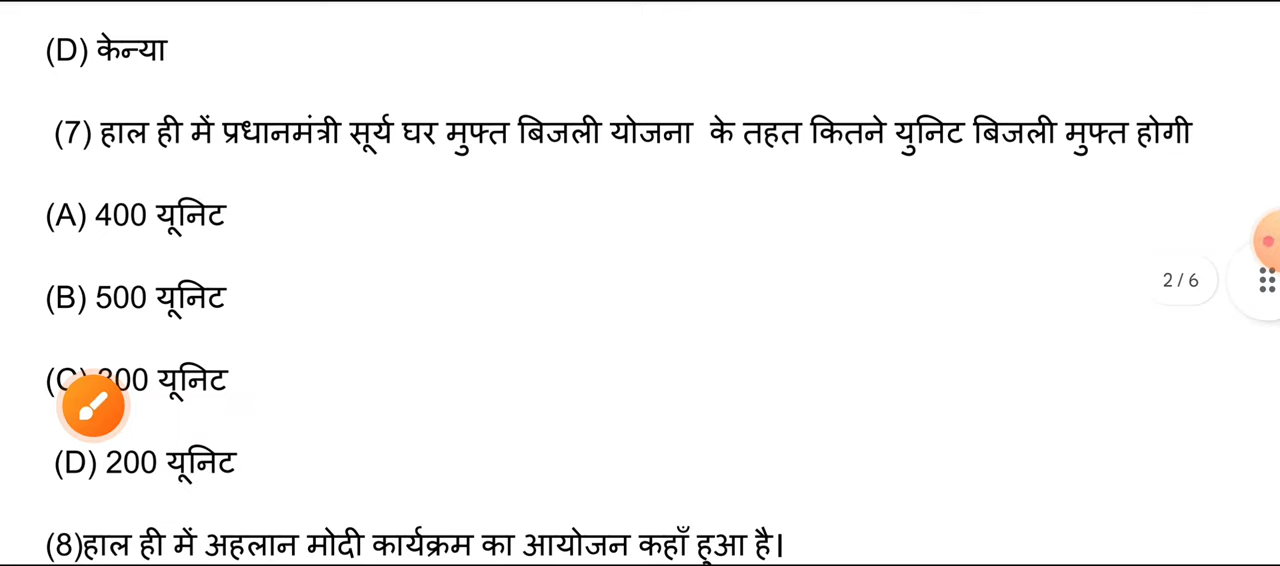 (D) केन्या
(7) हाल ही में प्रधानमंत्री सूर्य घर मुफ्त बिजली योजना के तहत कितने युनिट बिजली मुफ्त होगी
(A) 400 यूनिट
(B) 500 यूनिट
2 / 6
यूनिट
(D) 200 यूनिट
(8)हाल ही में अहलान मोदी कार्यक्रम का आयोजन कहाँ हुआ है।